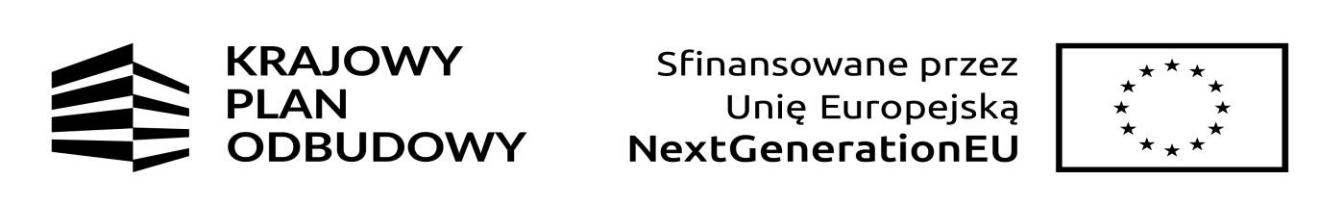 KRAJOWY
PLAN
ODBUDOWY
Sfinansowane przez
Unię Europejską
NextGenerationEU